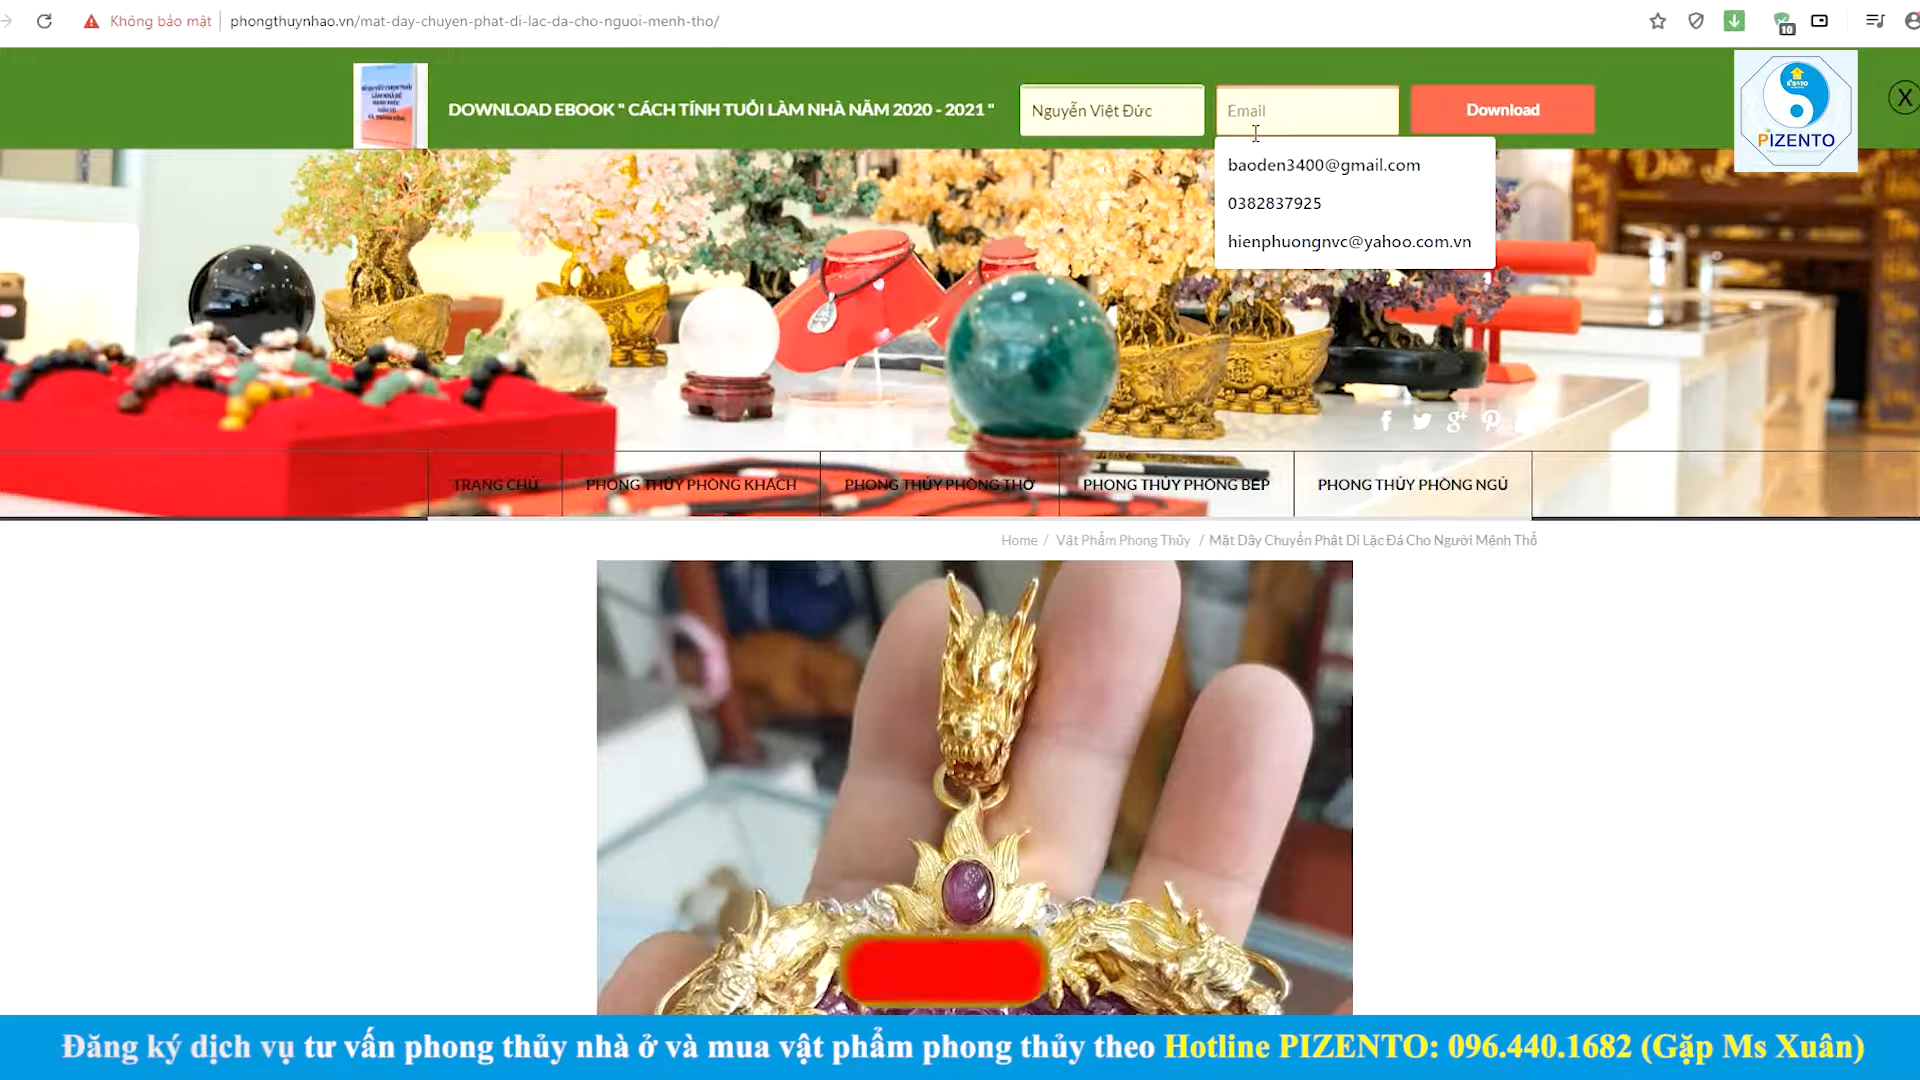 Không bảo mật
phongthuynhao.vn/mat-day-chuyen-phat-di-lac-da-cho-nguoi-menh-tho/
10
DOWNLOAD EBOOK " CÁCH TÍNH TUỔI LÀM NHÀ NĂM 2020 - 2021 "
Nguyễn Việt Đức
Email
Download
X
PIZENTO
baoden3400@gmail.com
0382837925
hienphuongnvc@yahoo.com.vn
TRANG CHỦ
PHONG THỦY PHÒNG KHÁCH
PHONG THỦY PHÒNG THỜ
PHONG THỦY PHÒNG BẾP
PHONG THỦY PHÒNG NGỦ
Home / Vật Phẩm Phong Thủy / Mặt Dây Chuyền Phật Di Lặc Đá Cho Người Mệnh Thổ
Đăng ký dịch vụ tư vấn phong thủy nhà ở và mua vật phẩm phong thủy theo Hotline PIZENTO: 096.440.1682 (Gặp Ms Xuân)